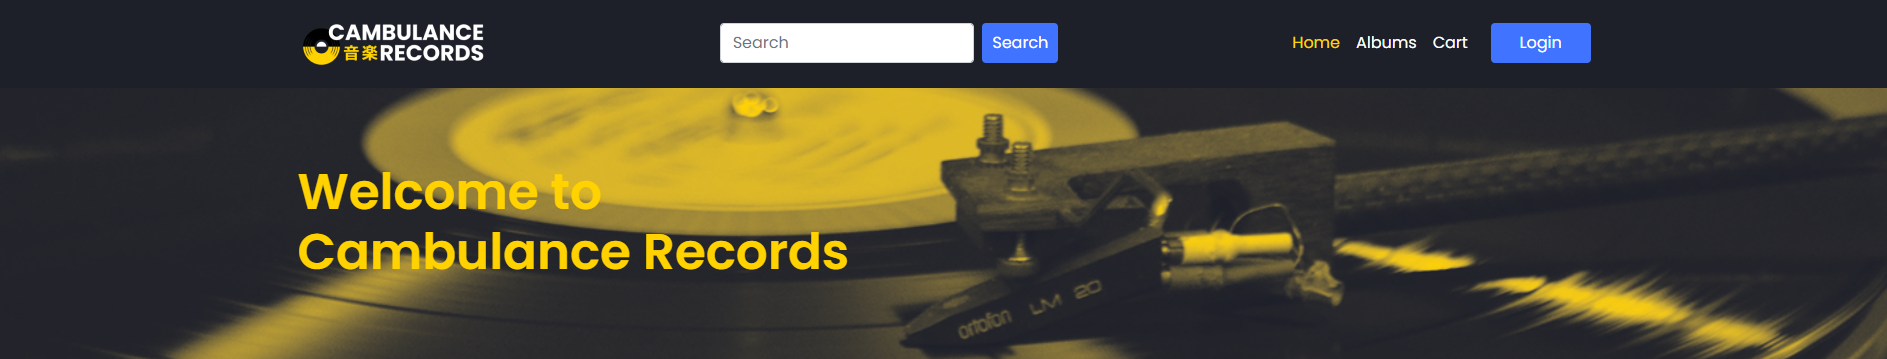 CAMBULANCE
音楽RECORDS
Search
Search
Home
Albums
Cart
Login
Welcome to
Cambulance Records
ortofon LM 20